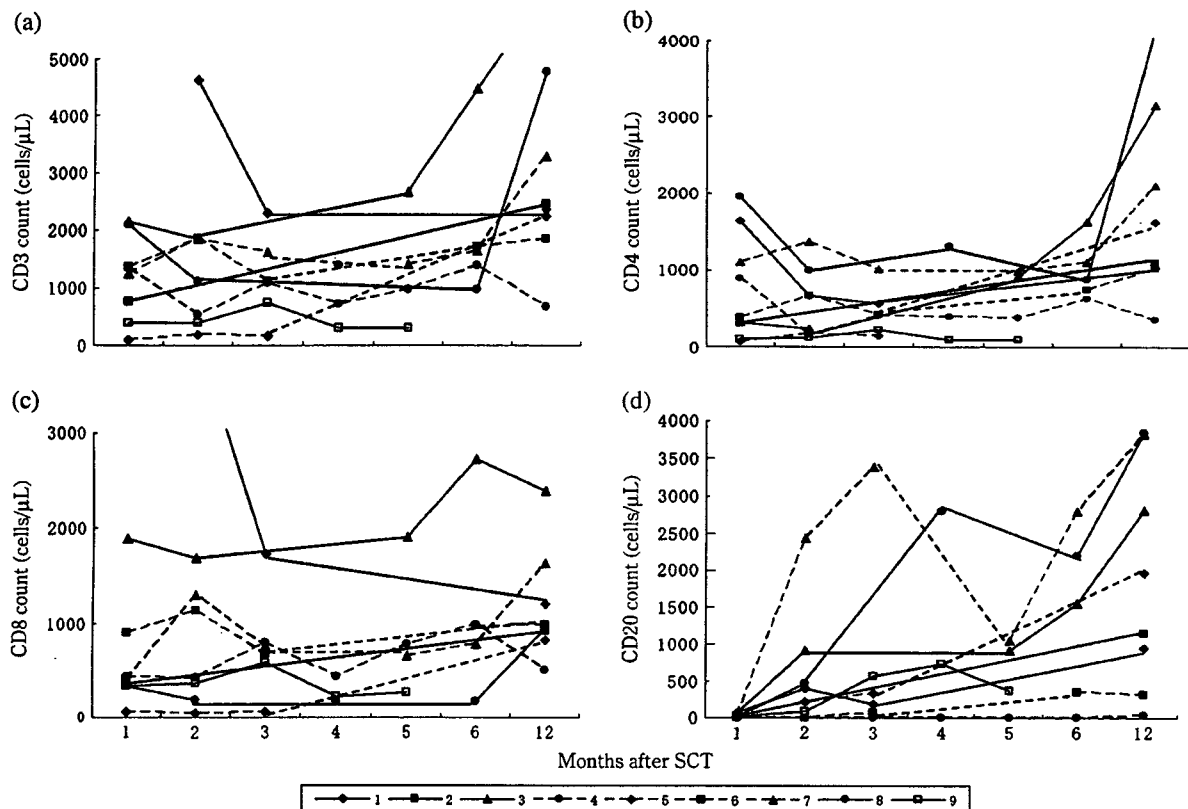 (a)
CD3 count (cells/μL)
5000
4000
3000
2000
1000
0
(b)
CD4 count (cells/μL)
4000
3000
2000
1000
0
(c)
CD8 count (cells/μL)
3000
2000
1000
0
1 2 3 4 5 6 12
(d)
CD20 count (cells/μL)
4000
3500
3000
2500
2000
1500
1000
500
0
1 2 3 4 5 6 12
Months after SCT
1 2 3 4 5 6 7 8 9